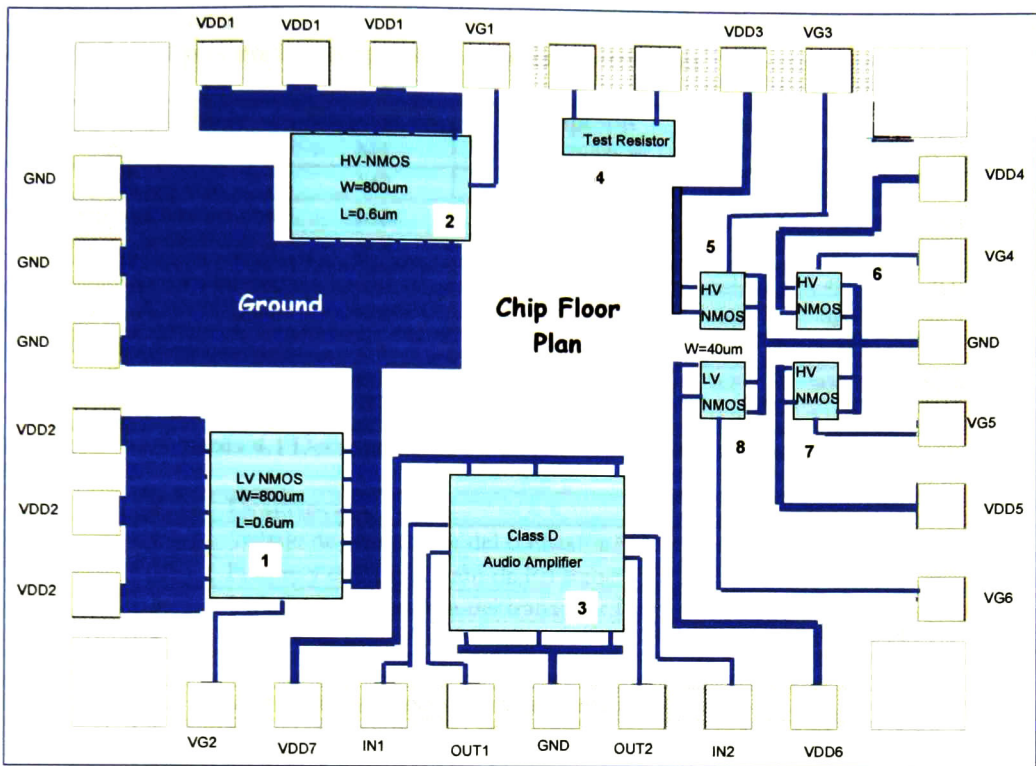 VDD1
VDD1
VDD1
VG1
VDD3
VG3
HV-NMOS
W=800um
L=0.6um
2
Test Resistor
4
GND
GND
GND
Ground
Chip Floor
Plan
VDD4
VG4
GND
VG5
VDD5
VG6
5
HV
NMOS
6
HV
NMOS
W=40um
LV
NMOS
8
HV
NMOS
7
VDD2
VDD2
VDD2
LV NMOS
W=800um
L=0.6um
1
Class D
Audio Amplifier
3
VG2
VDD7
IN1
OUT1
GND
OUT2
IN2
VDD6